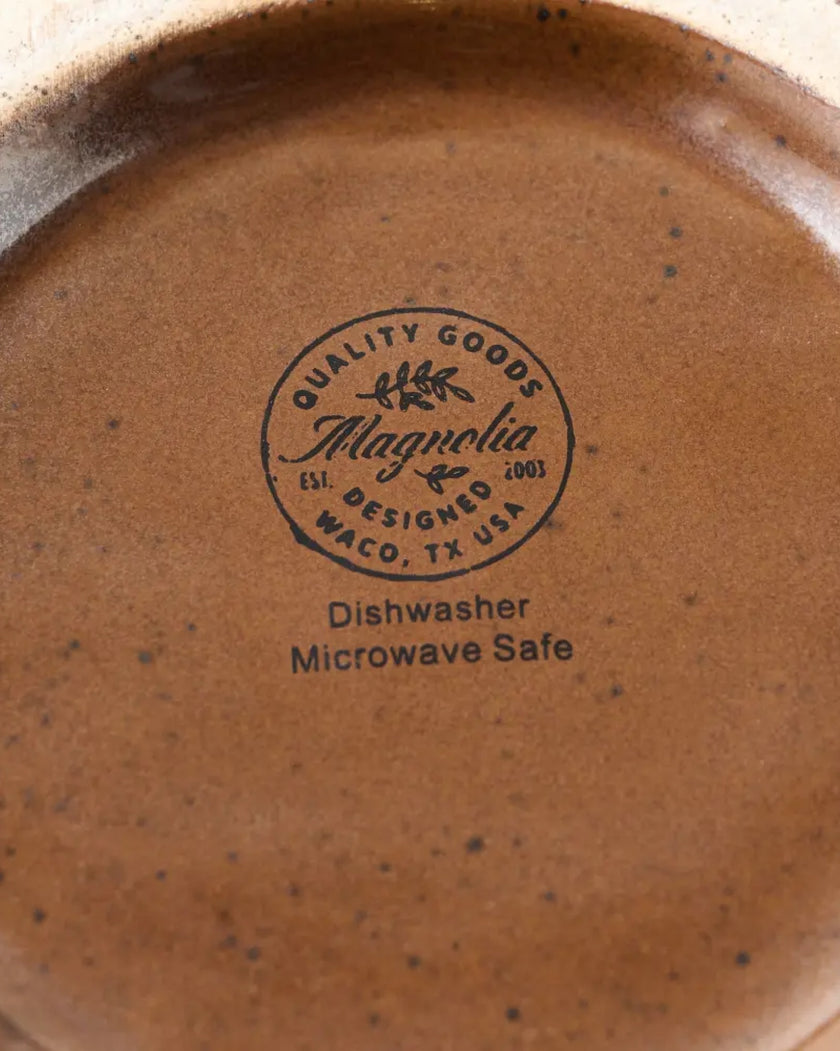 QUALITY GOODS
Magnolia
EST. 2003
DESIGNED
WACO, TX USA
Dishwasher
Microwave Safe